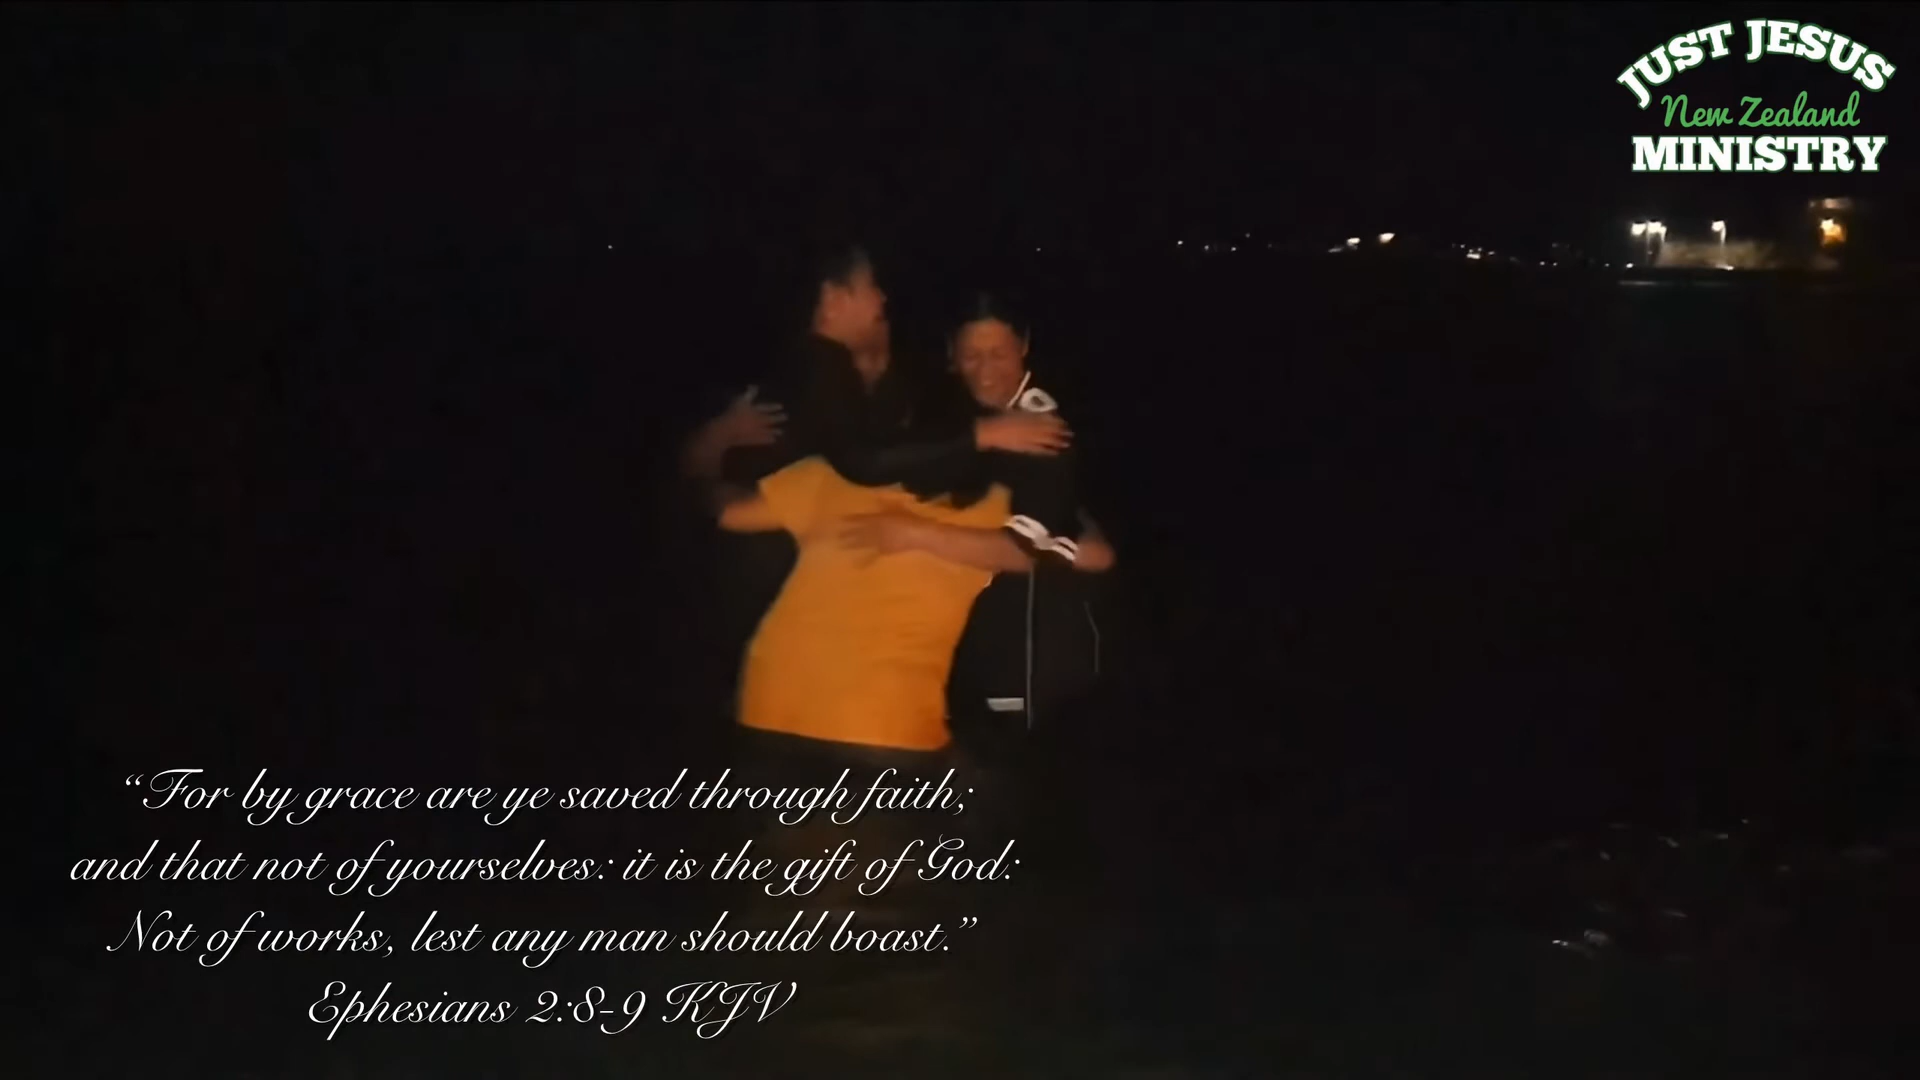 JUST JESUS
New Zealand
MINISTRY
“For by grace are ye saved through faith;
and that not of yourselves: it is the gift of God:
Not of works, lest any man should boast.”
Ephesians 2:8-9 KJV